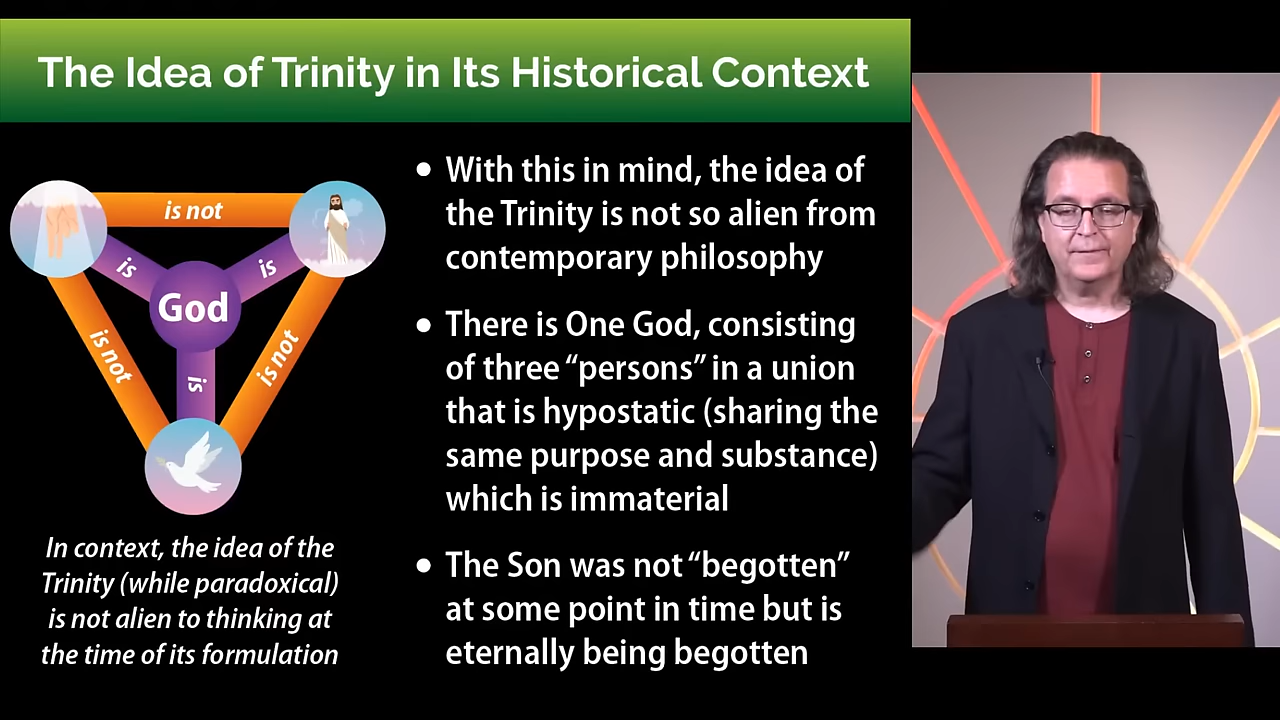 The Idea of Trinity in Its Historical Context
is not
is
is
God
is not
is not
is
In context, the idea of the
Trinity (while paradoxical)
is not alien to thinking at
the time of its formulation
• With this in mind, the idea of
the Trinity is not so alien from
contemporary philosophy
• There is One God, consisting
of three “persons” in a union
that is hypostatic (sharing the
same purpose and substance)
which is immaterial
• The Son was not “begotten”
at some point in time but is
eternally being begotten